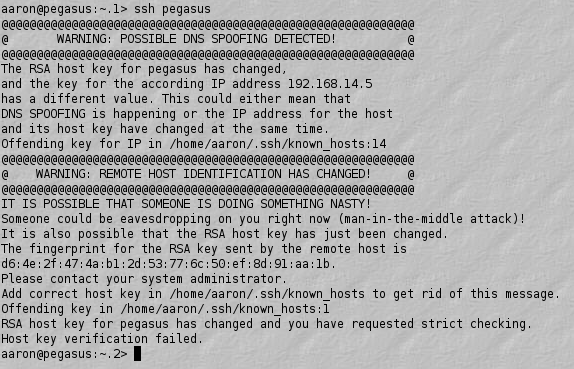 aaron@pegasus:~.1> ssh pegasus
@@@@@@@@@@@@@@@@@@@@@@@@@@@@@@@@@@@@@@@@@@@@@@@@@@@@@@@@@@@
@       WARNING: POSSIBLE DNS SPOOFING DETECTED!          @
@@@@@@@@@@@@@@@@@@@@@@@@@@@@@@@@@@@@@@@@@@@@@@@@@@@@@@@@@@@
The RSA host key for pegasus has changed,
and the key for the according IP address 192.168.14.5
has a different value. This could either mean that
DNS SPOOFING is happening or the IP address for the host
and its host key have changed at the same time.
Offending key for IP in /home/aaron/.ssh/known_hosts:14
@@@@@@@@@@@@@@@@@@@@@@@@@@@@@@@@@@@@@@@@@@@@@@@@@@@@@@@@@@@
@    WARNING: REMOTE HOST IDENTIFICATION HAS CHANGED!     @
@@@@@@@@@@@@@@@@@@@@@@@@@@@@@@@@@@@@@@@@@@@@@@@@@@@@@@@@@@@
IT IS POSSIBLE THAT SOMEONE IS DOING SOMETHING NASTY!
Someone could be eavesdropping on you right now (man-in-the-middle attack)!
It is also possible that the RSA host key has just been changed.
The fingerprint for the RSA key sent by the remote host is
d6:4e:2f:47:4a:b1:2d:53:77:6c:50:ef:8d:91:aa:1b.
Please contact your system administrator.
Add correct host key in /home/aaron/.ssh/known_hosts to get rid of this message.
Offending key in /home/aaron/.ssh/known_hosts:1
RSA host key for pegasus has changed and you have requested strict checking.
Host key verification failed.
aaron@pegasus:~.2>